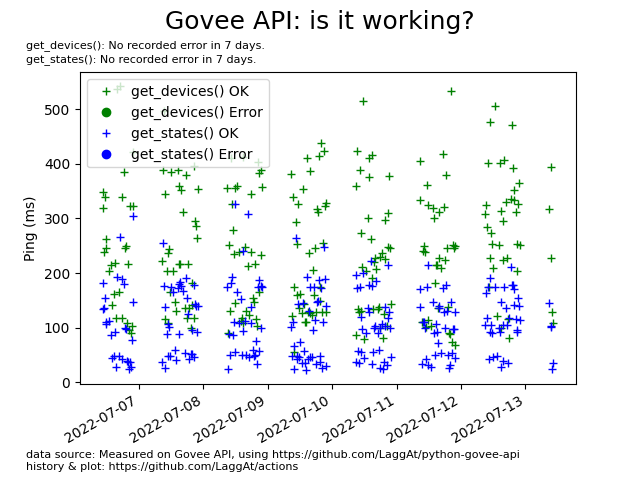 Govee API: is it working?
get_devices(): No recorded error in 7 days.
get_states(): No recorded error in 7 days.
get_devices() OK
get_devices() Error
get_states() OK
get_states() Error
Ping (ms)
500
400
300
200
100
0
2022-07-07
2022-07-08
2022-07-09
2022-07-10
2022-07-11
2022-07-12
2022-07-13
data source: Measured on Govee API, using https://github.com/LaggAt/python-govee-api
history & plot: https://github.com/LaggAt/actions